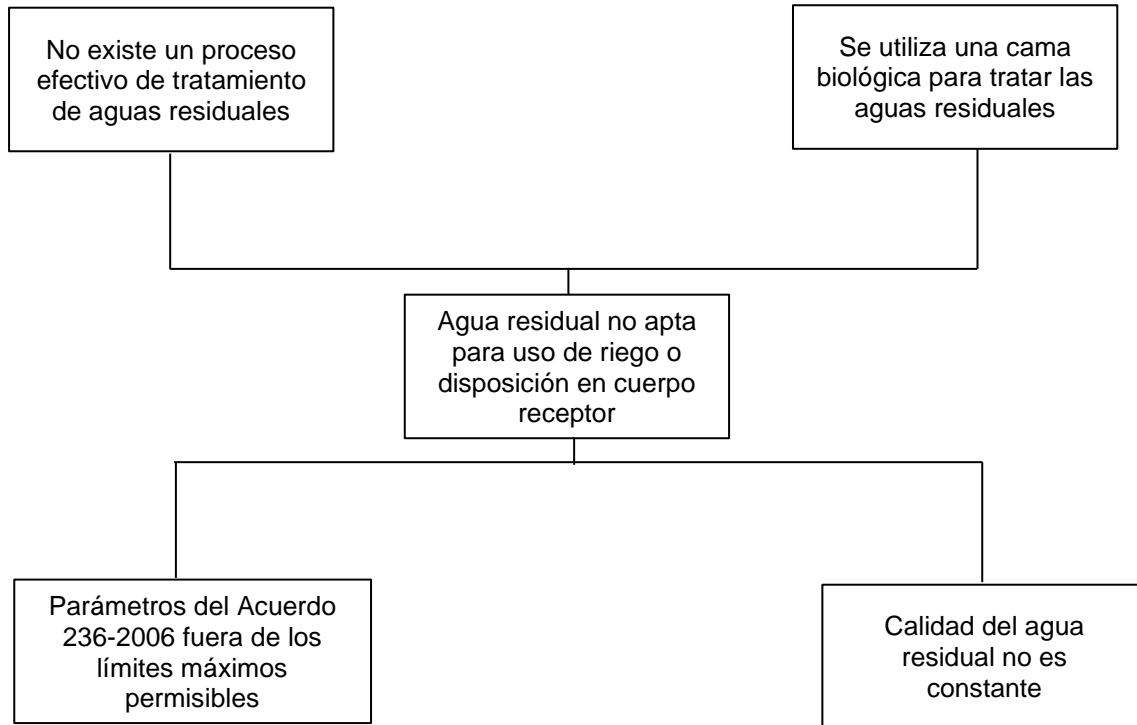 No existe un proceso
efectivo de tratamiento
de aguas residuales
Se utiliza una cama
biológica para tratar las
aguas residuales
Agua residual no apta
para uso de riego o
disposición en cuerpo
receptor
Parámetros del Acuerdo
236-2006 fuera de los
límites máximos
permisibles
Calidad del agua
residual no es
constante